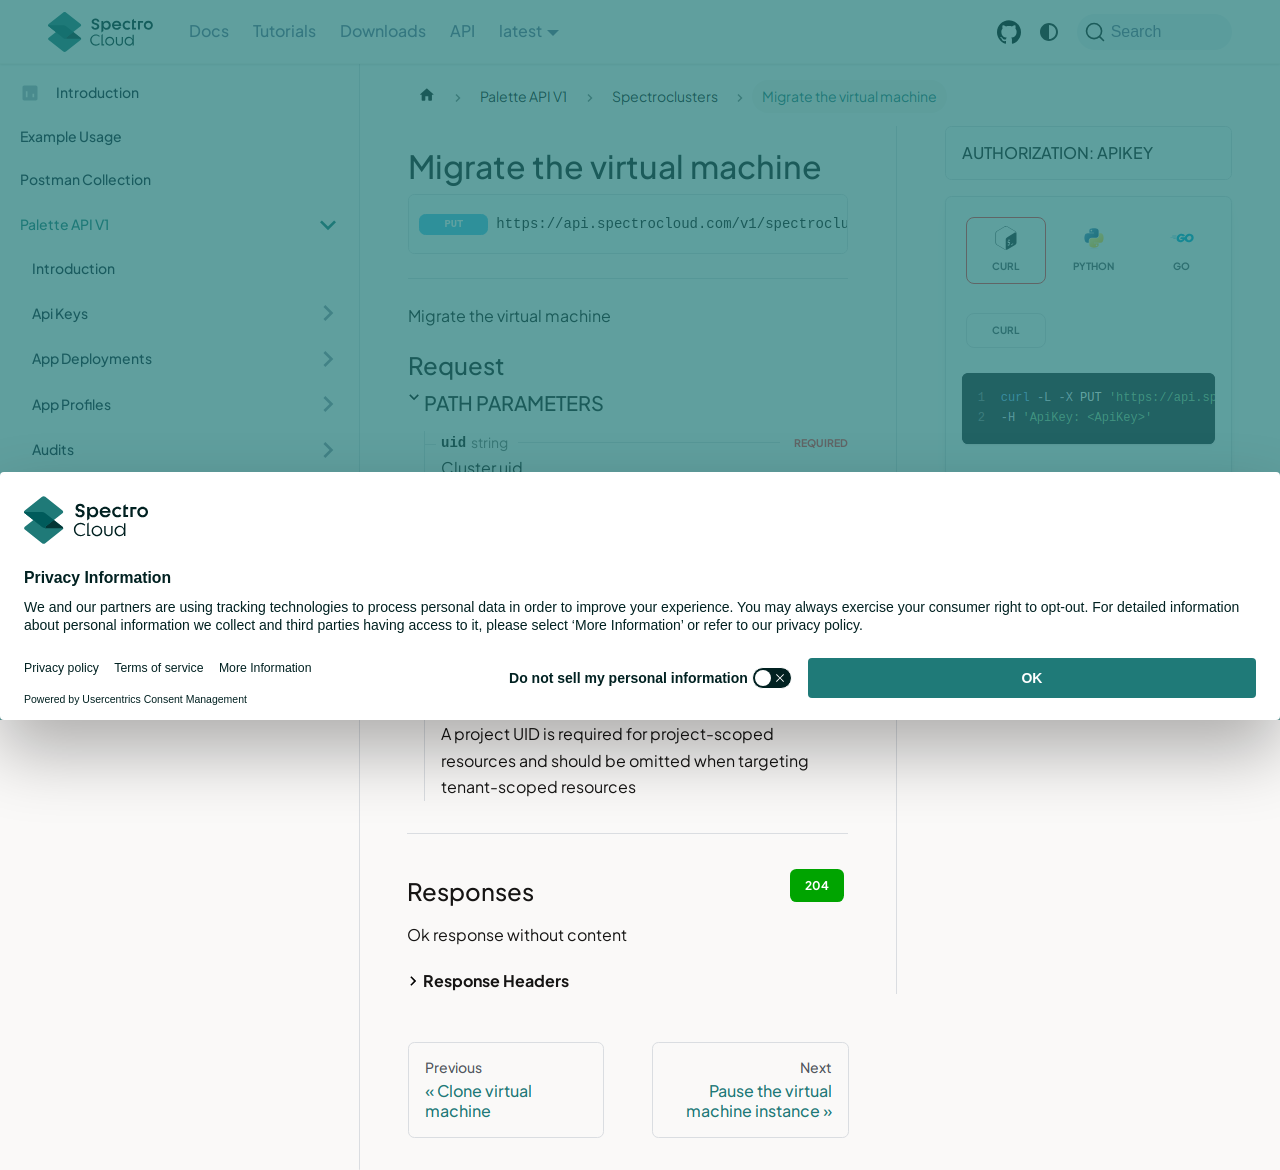 Spectro
Cloud
Docs
Tutorials
Downloads
API
latest
Search
Introduction
Example Usage
Postman Collection
Palette API V1
Introduction
Api Keys
App Deployments
App Profiles
Audits
Palette API V1
Spectroclusters
Migrate the virtual machine
Migrate the virtual machine
PUT https://api.spectrocloud.com/v1/spectroclu
Migrate the virtual machine
Request
PATH PARAMETERS
uid string REQUIRED
Cluster uid
AUTHORIZATION: APIKEY
CURL
PYTHON
GO
CURL
1 curl -L -X PUT 'https://api.sp
2 -H 'ApiKey: <ApiKey>'
Spectro
Cloud
Privacy Information
We and our partners are using tracking technologies to process personal data in order to improve your experience. You may always exercise your consumer right to opt-out. For detailed information
about personal information we collect and third parties having access to it, please select ‘More Information’ or refer to our privacy policy.
Privacy policy
Terms of service
More Information
Powered by Usercentrics Consent Management
Do not sell my personal information
OK
A project UID is required for project-scoped
resources and should be omitted when targeting
tenant-scoped resources
Responses
204
Ok response without content
Response Headers
Previous
« Clone virtual
machine
Next
Pause the virtual
machine instance »